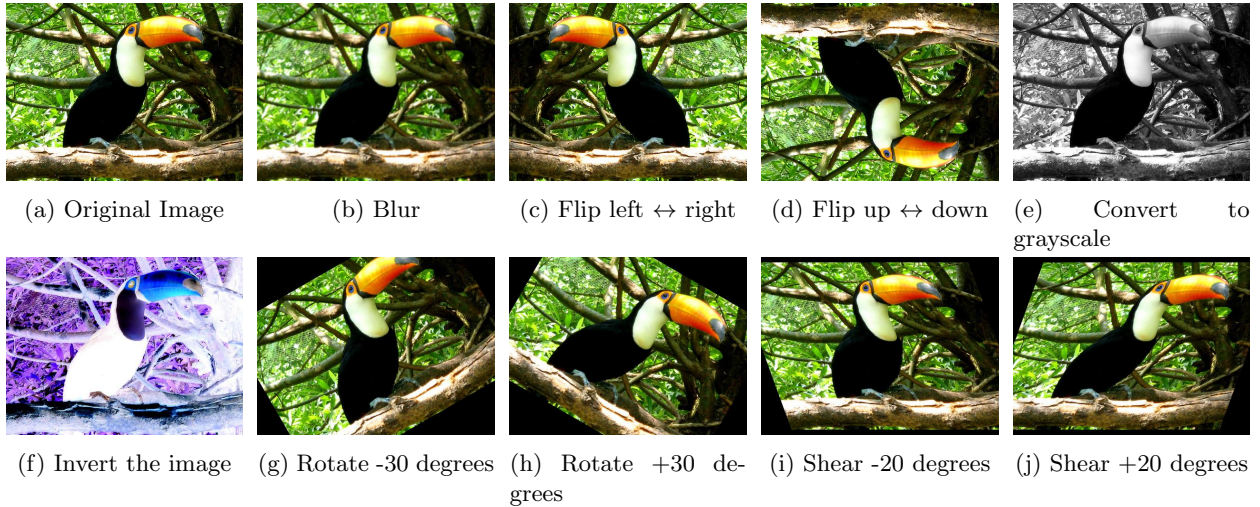 (a) Original Image
(b) Blur
(c) Flip left ↔ right
(d) Flip up ↔ down
(e) Convert to
grayscale
(f) Invert the image
(g) Rotate -30 degrees
(h) Rotate +30 de-
grees
(i) Shear -20 degrees
(j) Shear +20 degrees